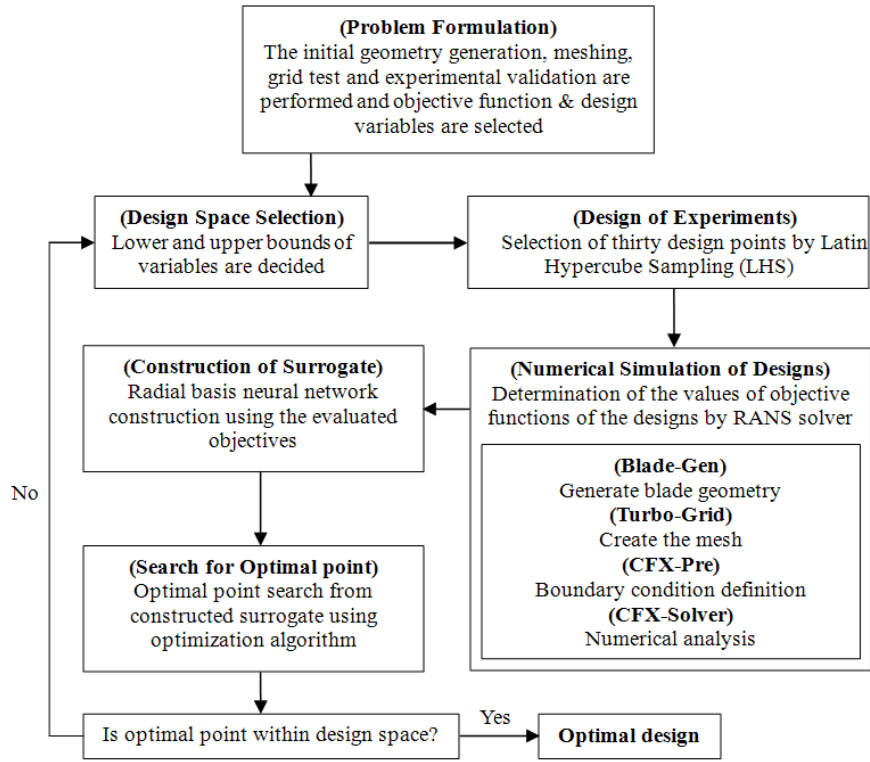 (Problem Formulation)
The initial geometry generation, meshing,
grid test and experimental validation are
performed and objective function & design
variables are selected
(Design Space Selection)
Lower and upper bounds of
variables are decided
(Design of Experiments)
Selection of thirty design points by Latin
Hypercube Sampling (LHS)
(Construction of Surrogate)
Radial basis neural network
construction using the evaluated
objectives
(Numerical Simulation of Designs)
Determination of the values of objective
functions of the designs by RANS solver
(Blade-Gen)
Generate blade geometry
(Turbo-Grid)
Create the mesh
(CFX-Pre)
Boundary condition definition
(CFX-Solver)
Numerical analysis
No
(Search for Optimal point)
Optimal point search from
constructed surrogate using
optimization algorithm
Is optimal point within design space?
Yes
Optimal design